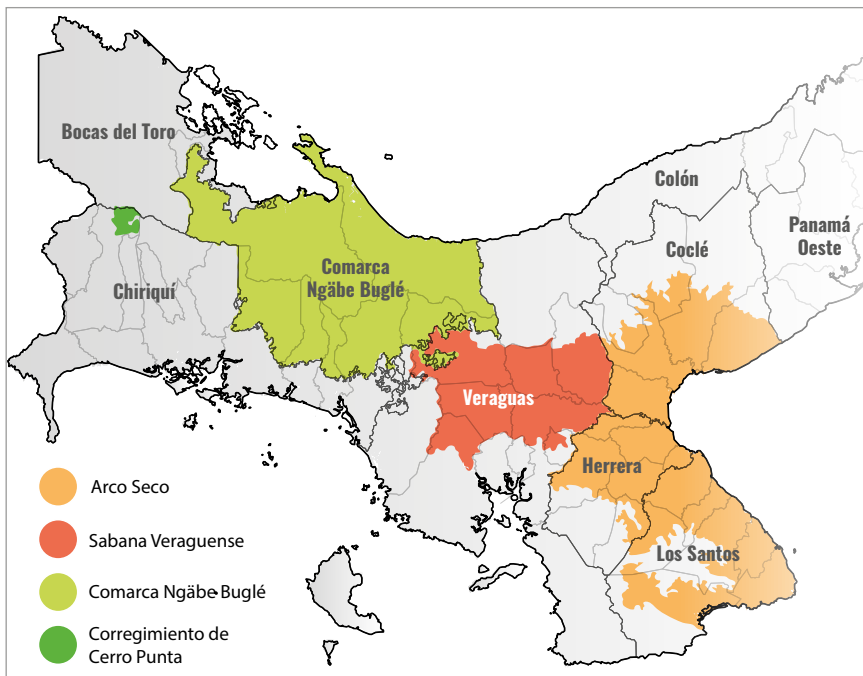 Bocas del Toro
Colón
Panamá
Oeste
Coclé
Comarca
Ngäbe Buglé
Chiriquí
Veraguas
Herrera
Los Santos
Arco Seco
Sabana Veraguense
Comarca Ngäbe-Buglé
Corregimiento de
Cerro Punta